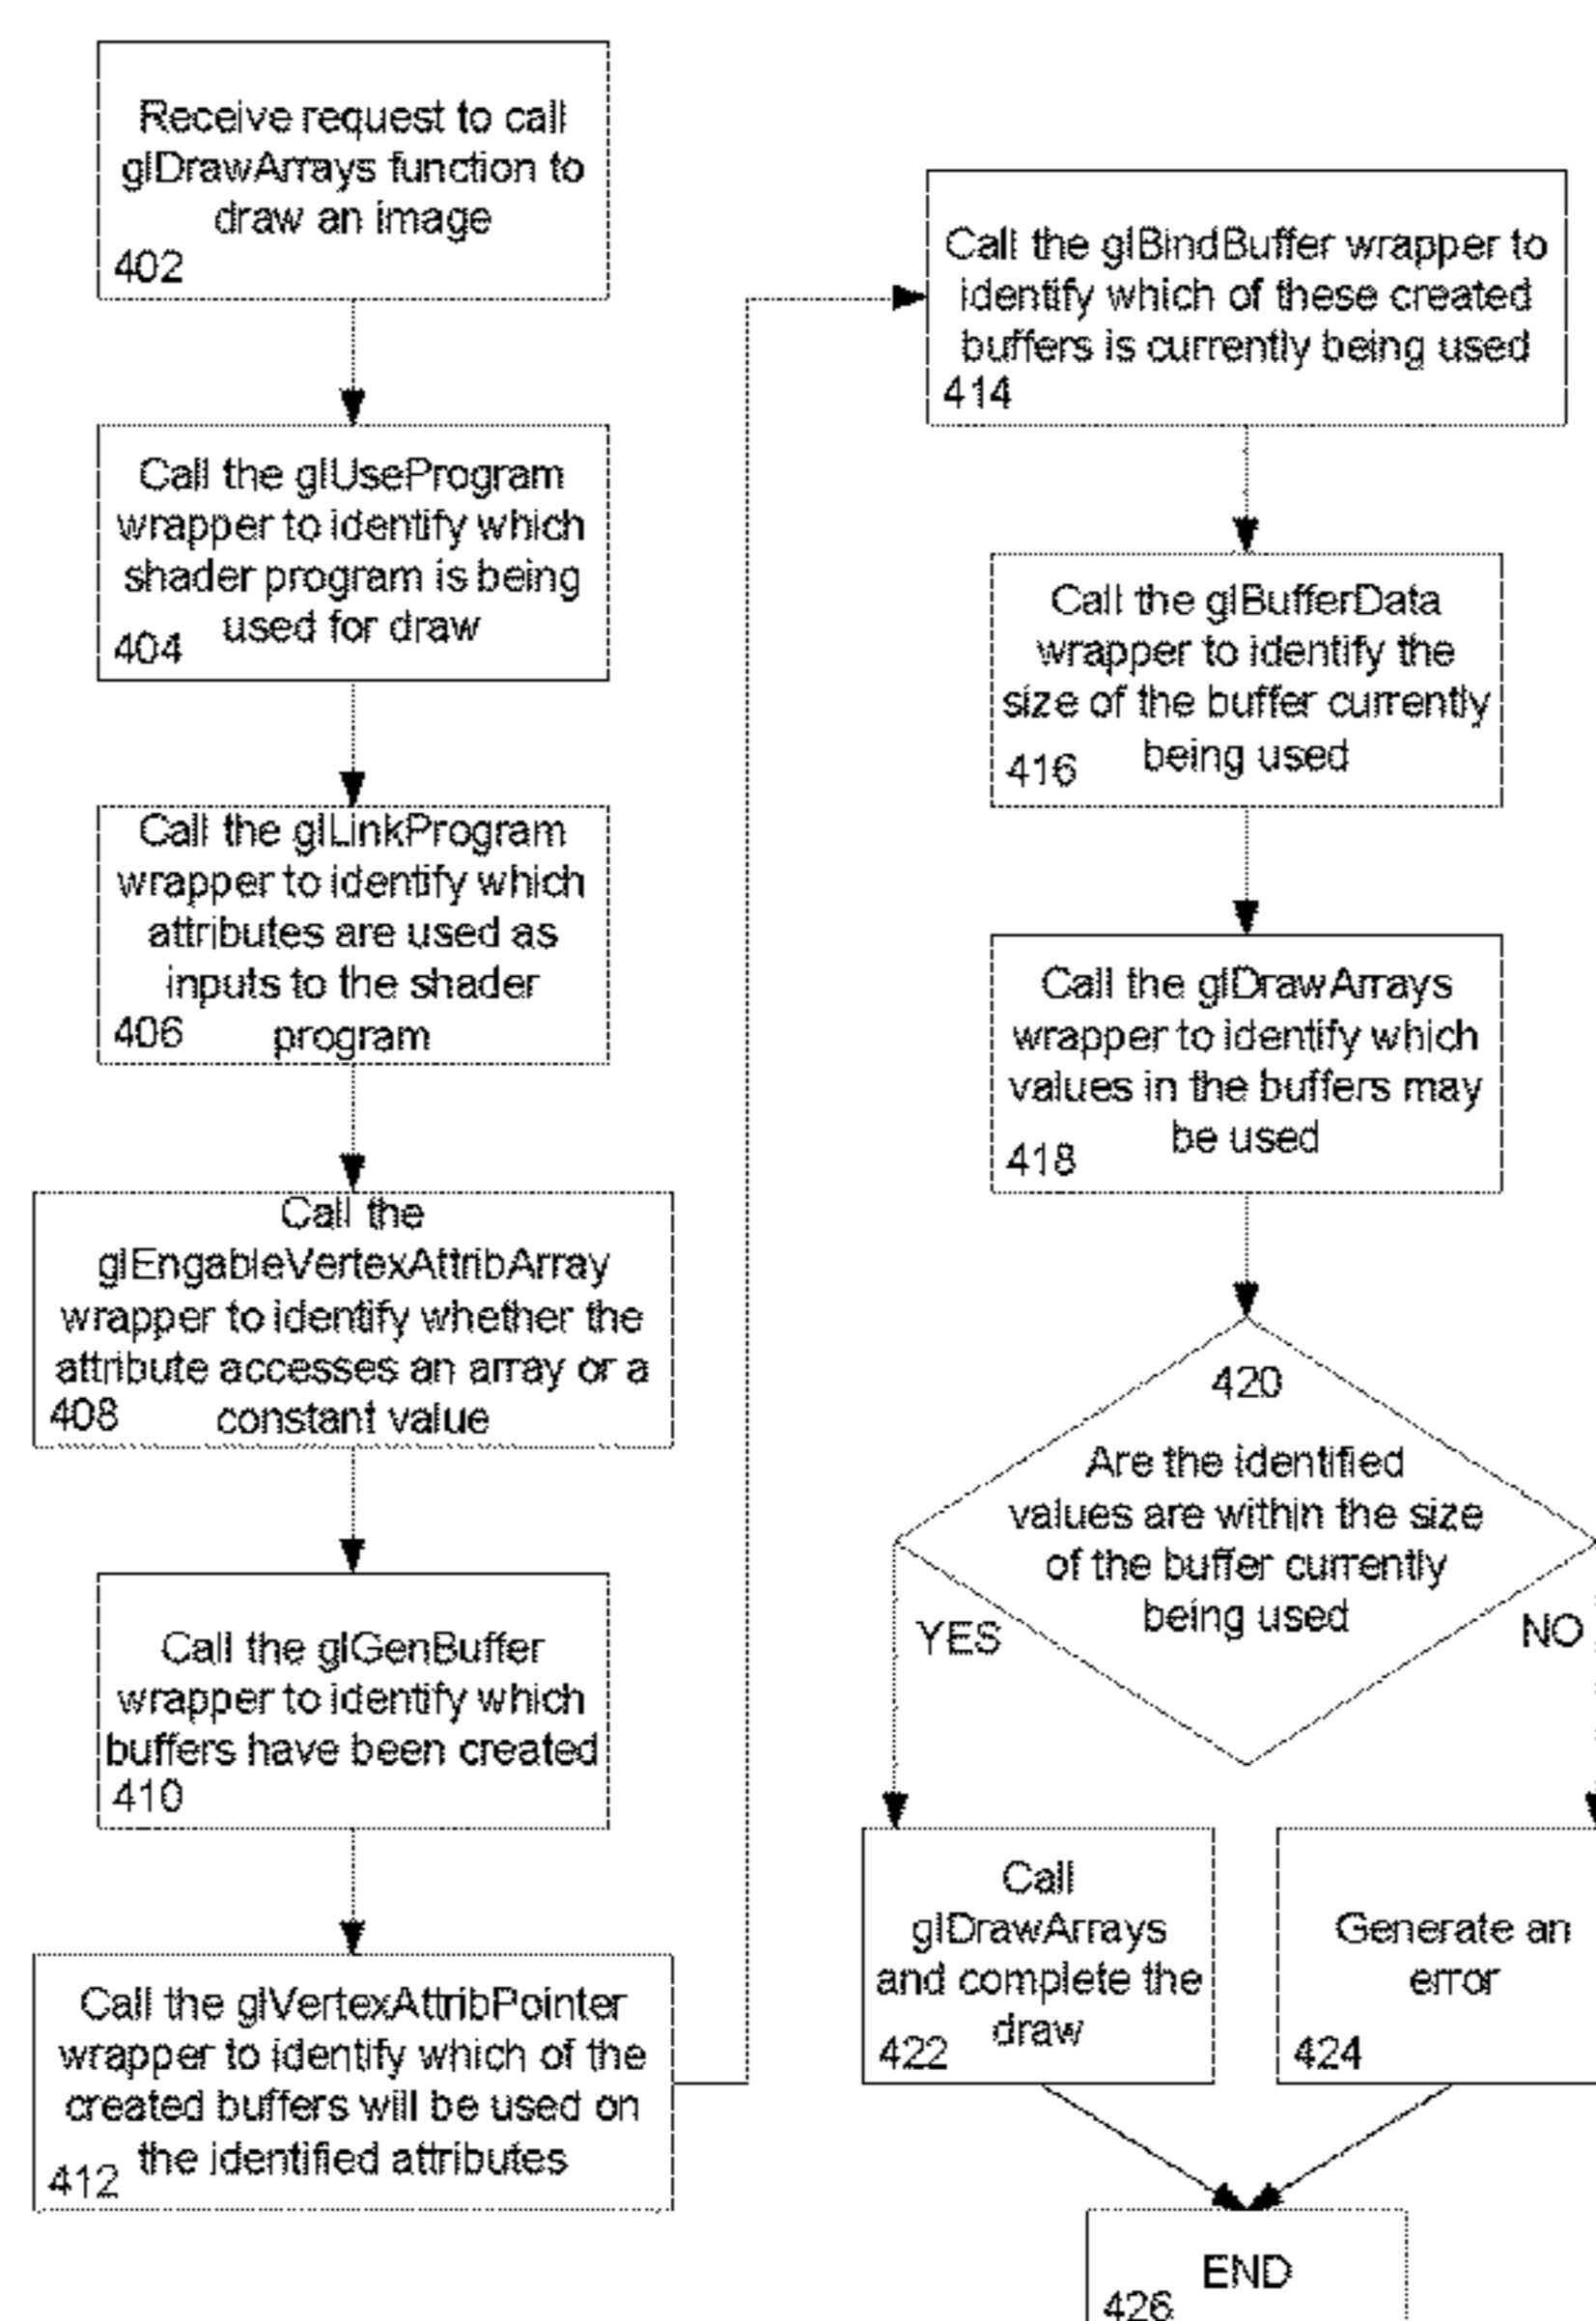 Receive request to call
glDrawArrays function to
draw an image
402
Call the glUseProgram
wrapper to identify which
shader program is being
used for draw
404
Call the glLinkProgram
wrapper to identify which
attributes are used as
inputs to the shader
program
406
Call the
glEngableVertexAttribArray
wrapper to identify whether the
attribute accesses an array or a
constant value
408
Call the glGenBuffer
wrapper to identify which
buffers have been created
410
Call the glVertexAttribPointer
wrapper to identify which of the
created buffers will be used on
the identified attributes
412
Call the glBindBuffer wrapper to
identify which of these created
buffers is currently being used
414
Call the glBufferData
wrapper to identify the
size of the buffer currently
being used
416
Call the glDrawArrays
wrapper to identify which
values in the buffers may
be used
418
420
Are the identified
values are within the size
of the buffer currently
being used
YES
NO
Call
glDrawArrays
and complete the
draw
422
Generate an
error
424
END
426